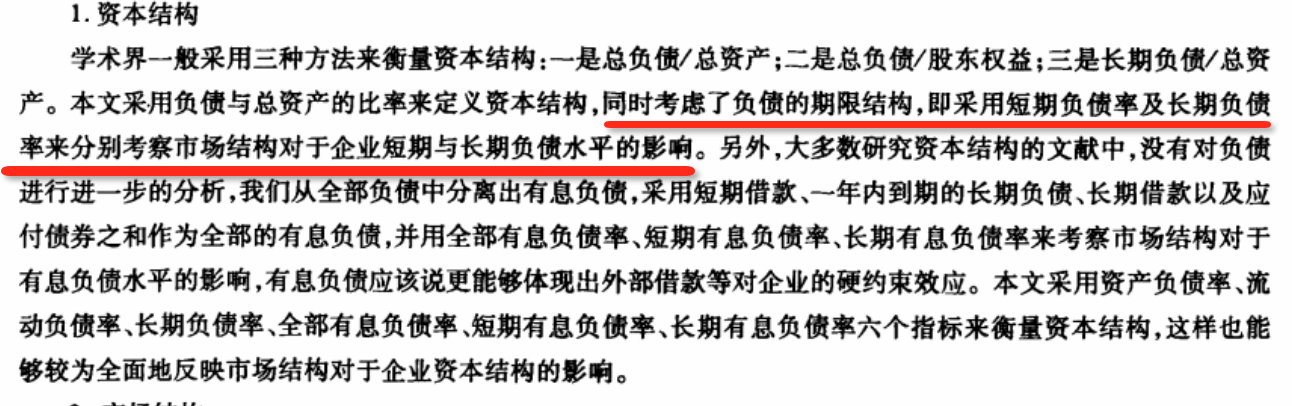 1. 资本结构
学术界一般采用三种方法来衡量资本结构:一是总负债/总资产;二是总负债/股东权益;三是长期负债/总资
产。本文采用负债与总资产的比率来定义资本结构,同时考虑了负债的期限结构,即采用短期负债率及长期负债
率来分别考察市场结构对于企业短期与长期负债水平的影响。另外,大多数研究资本结构的文献中,没有对负债
进行进一步的分析,我们从全部负债中分离出有息负债,采用短期借款、一年内到期的长期负债、长期借款以及应
付债券之和作为全部的有息负债,并用全部有息负债率、短期有息负债率、长期有息负债率来考察市场结构对于
有息负债水平的影响,有息负债应该说更能够体现出外部借款等对企业的硬约束效应。本文采用资产负债率、流
动负债率、长期负债率、全部有息负债率、短期有息负债率、长期有息负债率六个指标来衡量资本结构,这样也能
够较为全面地反映市场结构对于企业资本结构的影响。